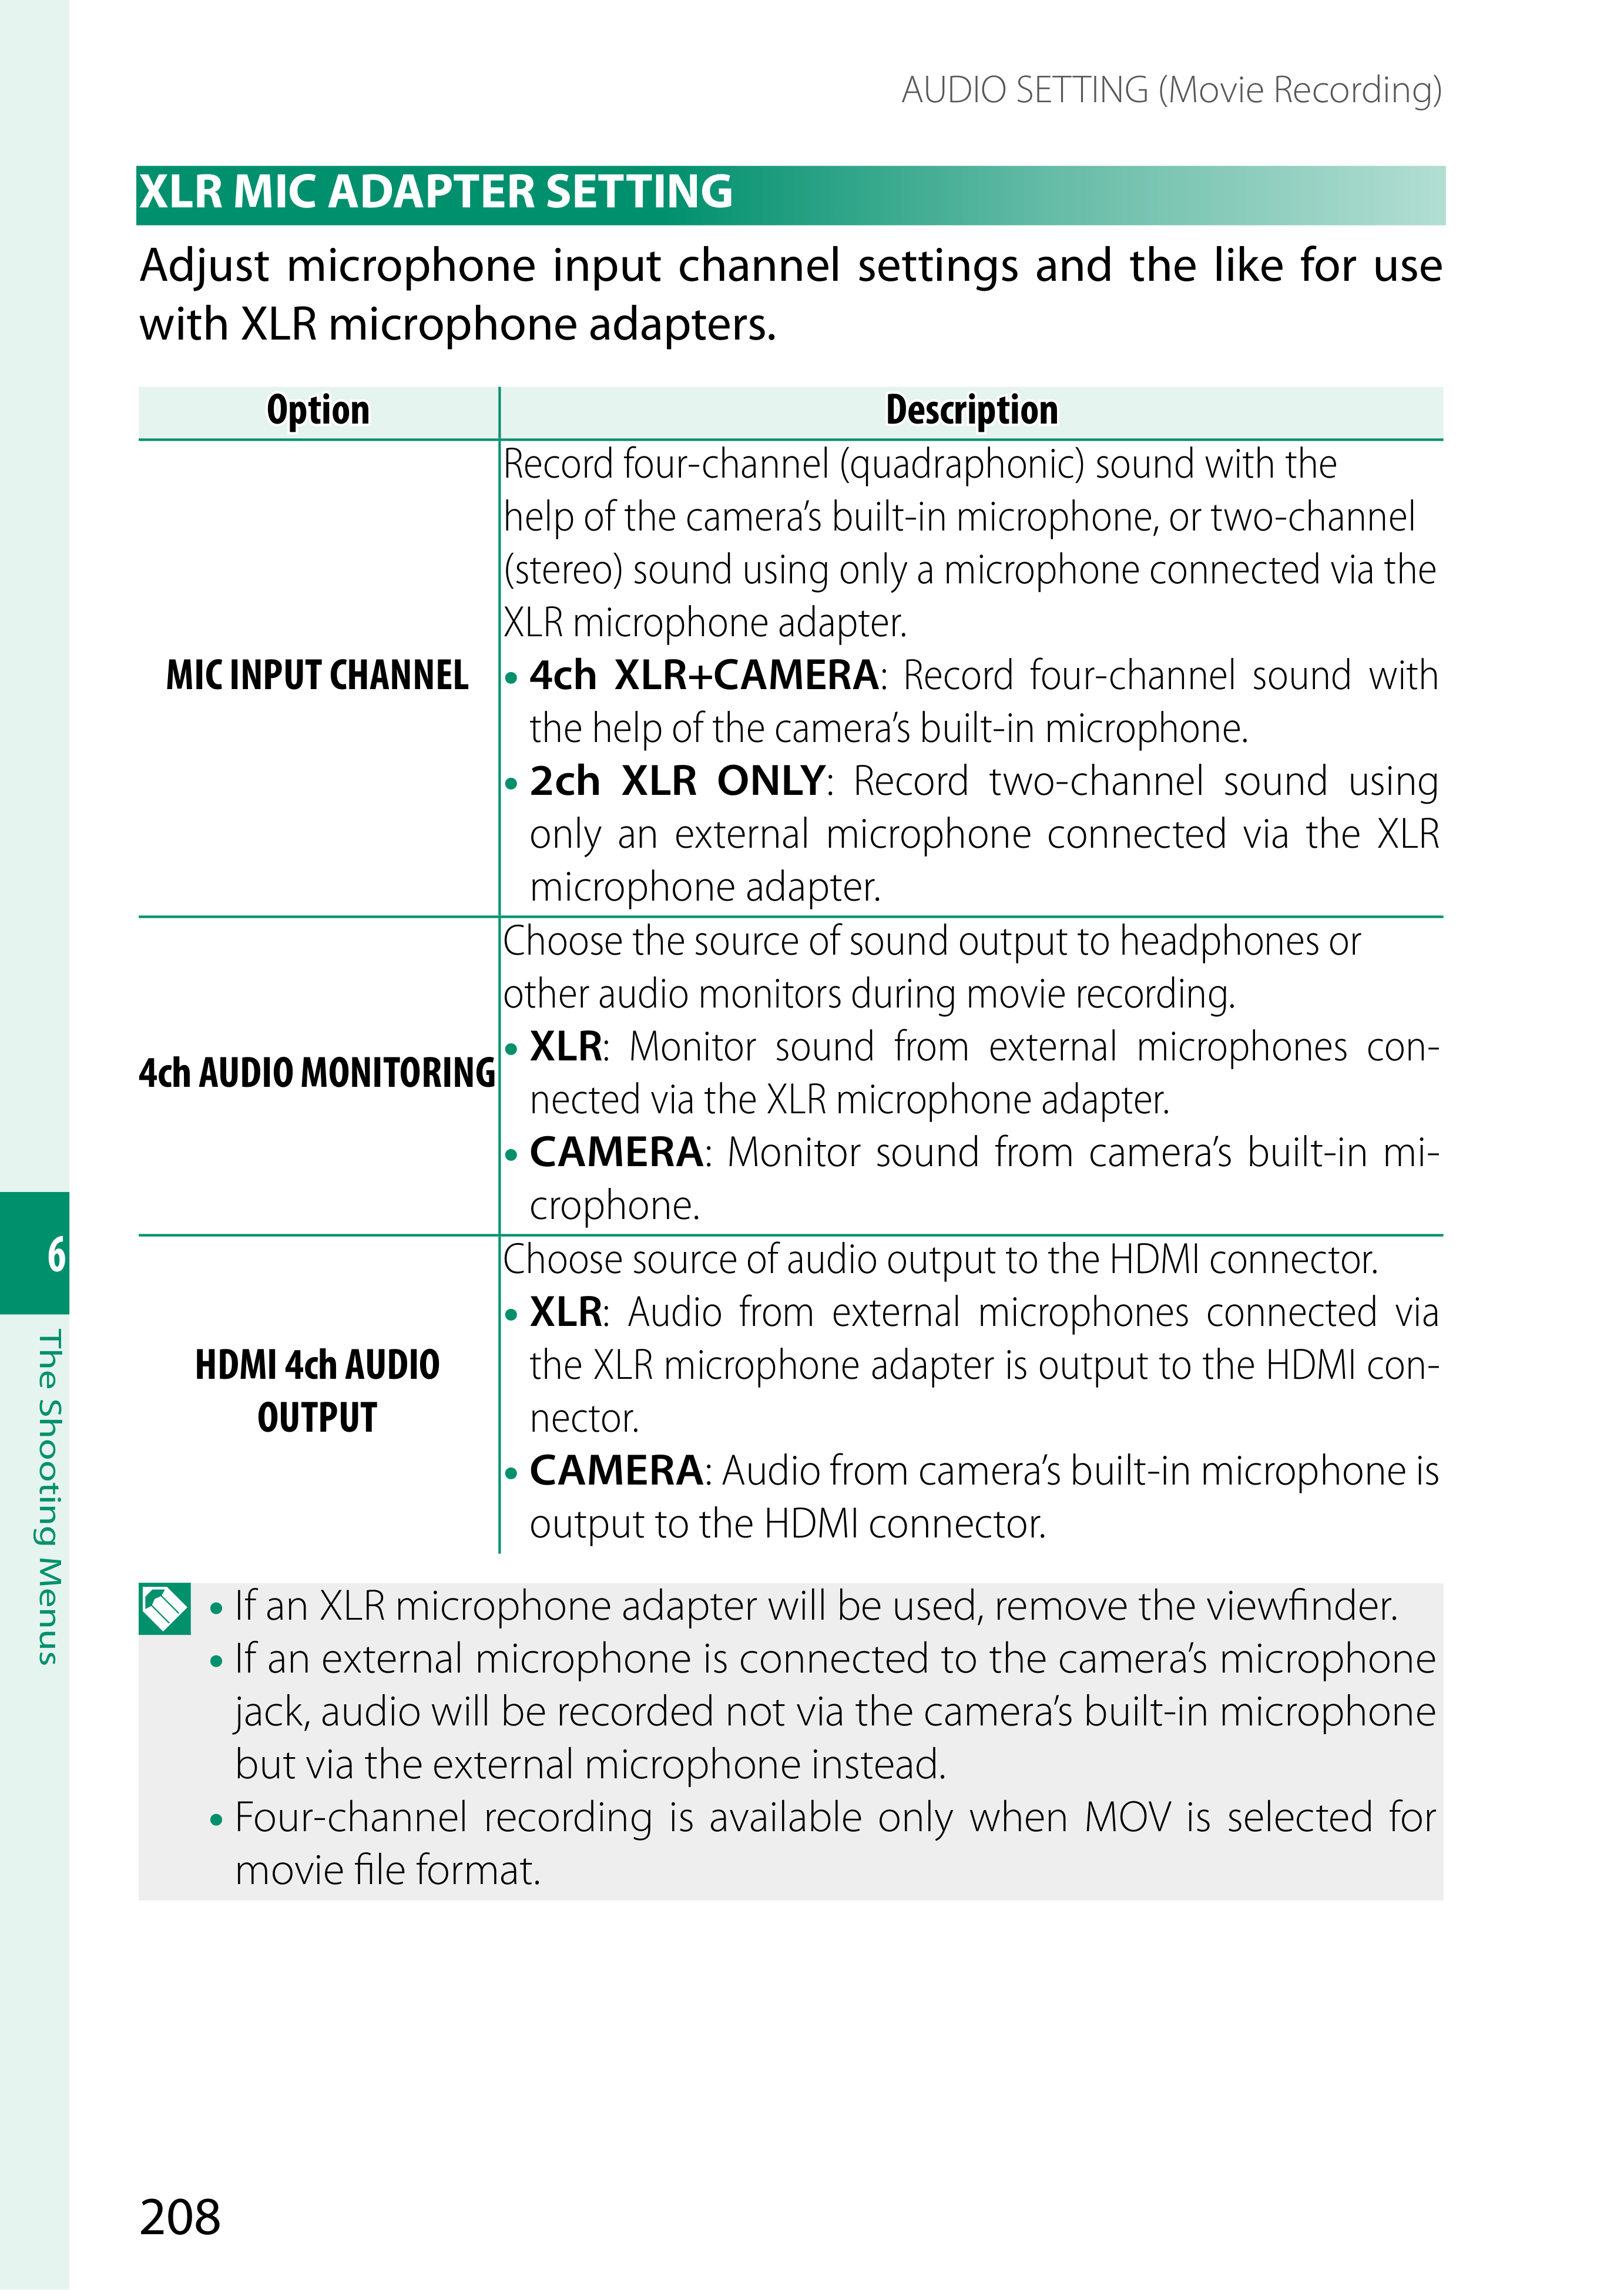 AUDIO SETTING (Movie Recording)
XLR MIC ADAPTER SETTING
Adjust microphone input channel settings and the like for use
with XLR microphone adapters.
Option
Description
MIC INPUT CHANNEL
Record four-channel (quadraphonic) sound with the
help of the camera’s built-in microphone, or two-channel
(stereo) sound using only a microphone connected via the
XLR microphone adapter.
• 4ch XLR+CAMERA: Record four-channel sound with
the help of the camera’s built-in microphone.
• 2ch XLR ONLY: Record two-channel sound using
only an external microphone connected via the XLR
microphone adapter.
4ch AUDIO MONITORING
Choose the source of sound output to headphones or
other audio monitors during movie recording.
• XLR: Monitor sound from external microphones con-
nected via the XLR microphone adapter.
• CAMERA: Monitor sound from camera’s built-in mi-
crophone.
HDMI 4ch AUDIO
OUTPUT
Choose source of audio output to the HDMI connector.
• XLR: Audio from external microphones connected via
the XLR microphone adapter is output to the HDMI con-
nector.
• CAMERA: Audio from camera’s built-in microphone is
output to the HDMI connector.
• If an XLR microphone adapter will be used, remove the viewfinder.
• If an external microphone is connected to the camera’s microphone
jack, audio will be recorded not via the camera’s built-in microphone
but via the external microphone instead.
• Four-channel recording is available only when MOV is selected for
movie file format.
6
The Shooting Menus
208